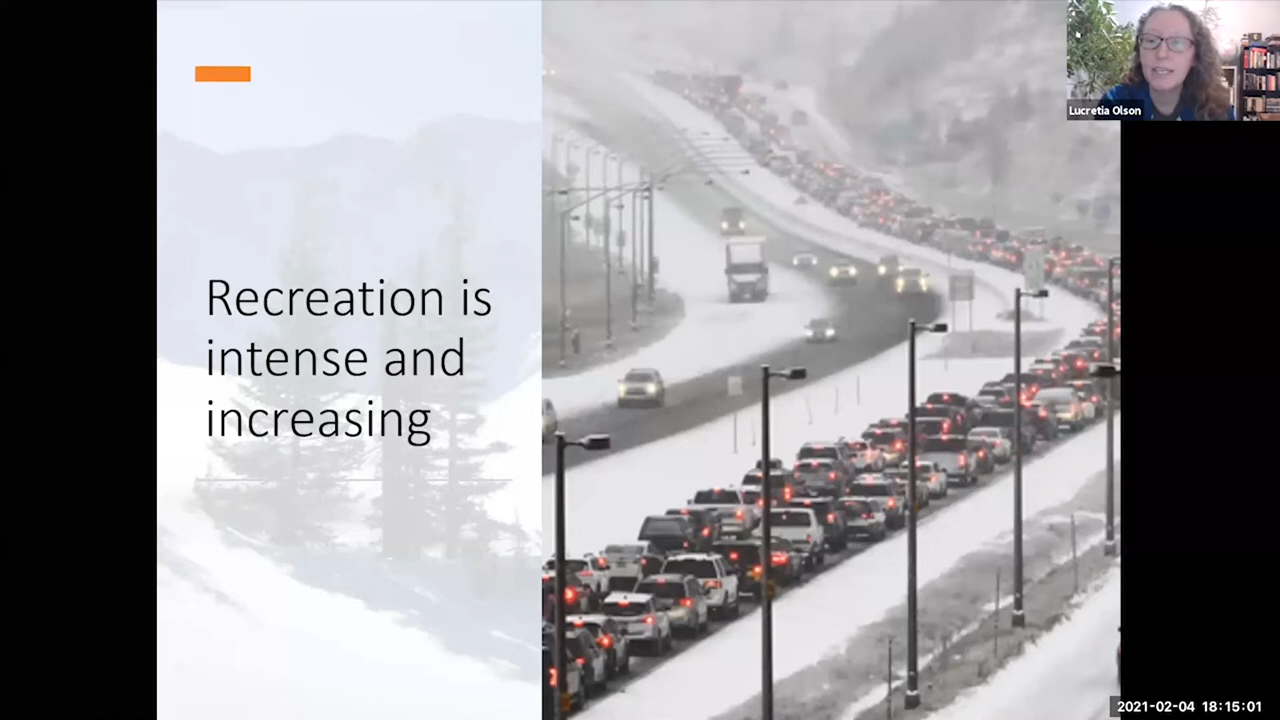 Lucretia Olson
Recreation is
intense and
increasing
2021-02-04 18:15:01